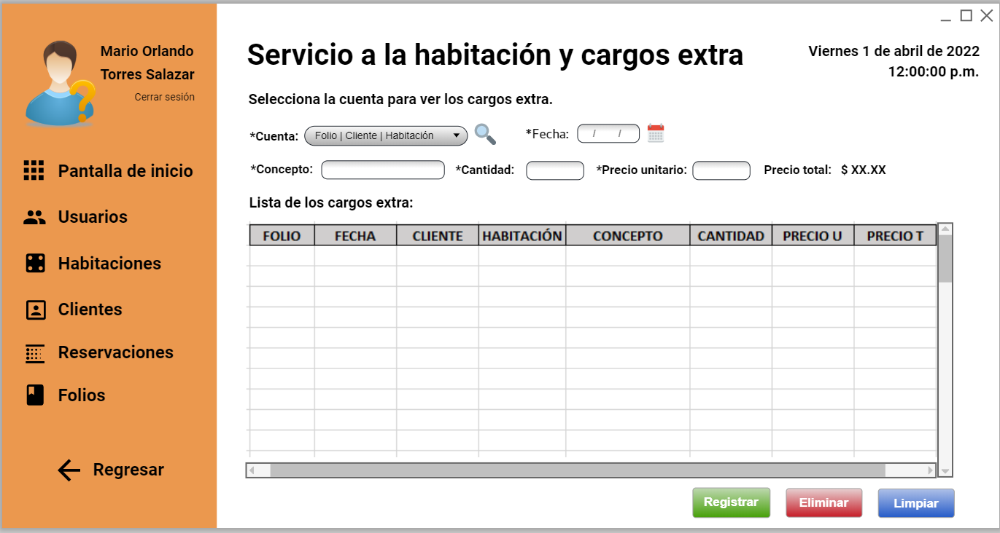 Mario Orlando
Torres Salazar
Cerrar sesión
Pantalla de inicio
Usuarios
Habitaciones
Clientes
Reservaciones
Folios
Regresar
Servicio a la habitación y cargos extra
Viernes 1 de abril de 2022
12:00:00 p.m.
Selecciona la cuenta para ver los cargos extra.
*Cuenta: Folio | Cliente | Habitación *Fecha: / /
*Concepto: *Cantidad: *Precio unitario: Precio total: $ XX.XX
Lista de los cargos extra:
FOLIO FECHA CLIENTE HABITACIÓN CONCEPTO CANTIDAD PRECIO U PRECIO T
Registrar Eliminar Limpiar